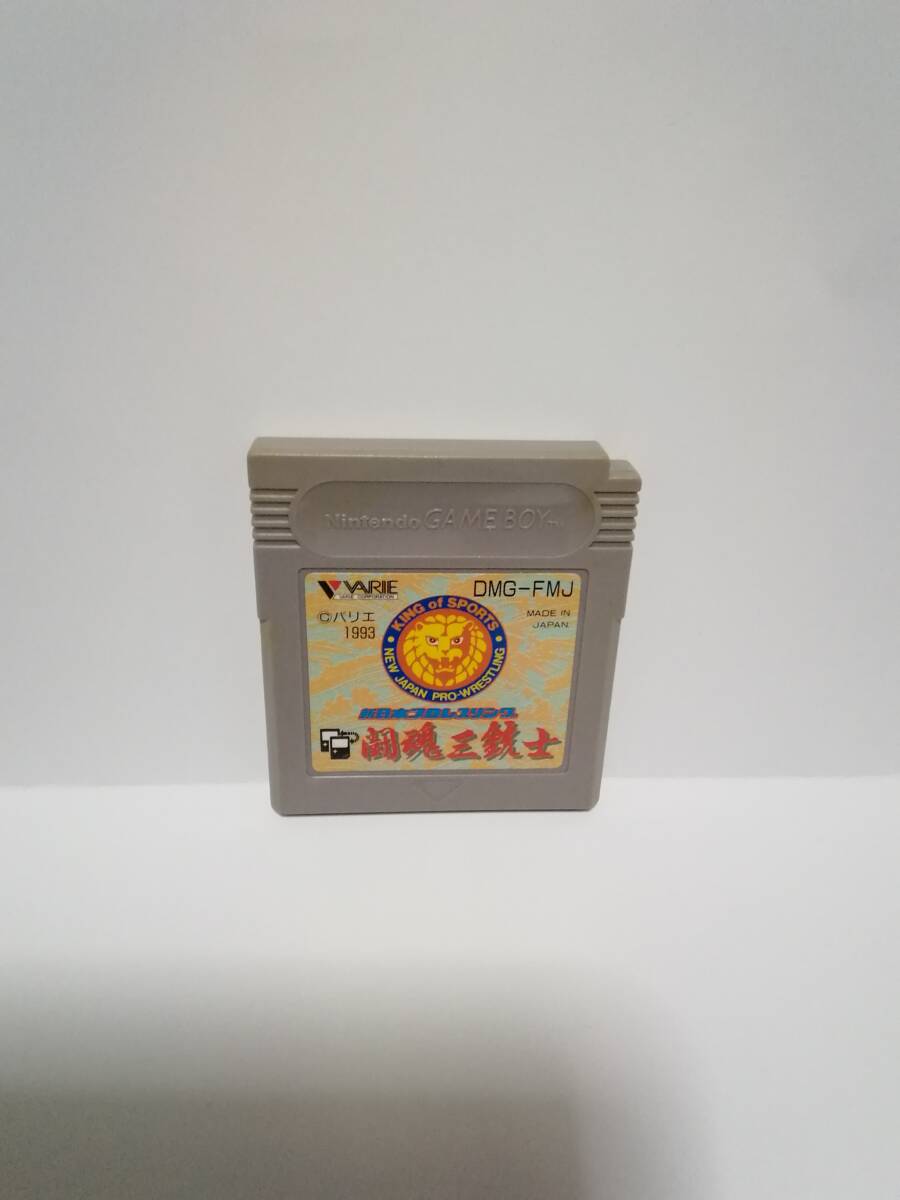 Nintendo GAME BOY TM
VARIE
VARIE CORPORATION
DMG-FMJ
©バリエ
1993
MADE IN
JAPAN
KING of SPORTS
NEW JAPAN PRO-WRESTLING
新日本プロレスリング
闘魂三銃士